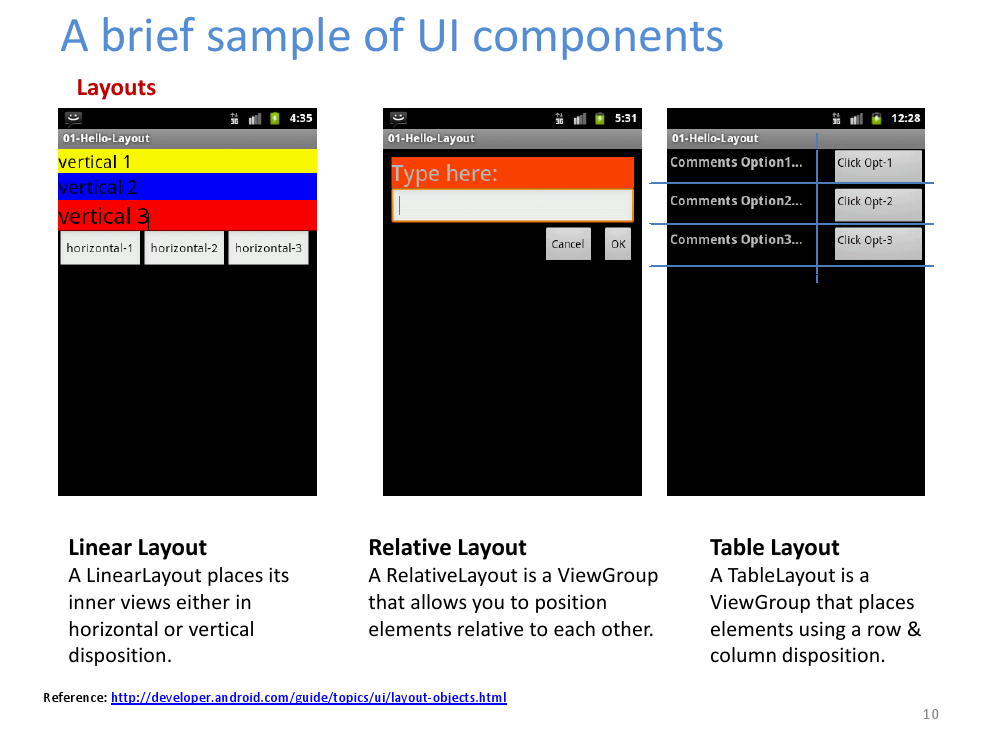 A brief sample of UI components
Layouts
4:35
01-Hello-Layout
vertical 1
vertical 2
vertical 3
horizontal-1 horizontal-2 horizontal-3
5:31
01-Hello-Layout
Type here:
Cancel OK
12:28
01-Hello-Layout
Comments Option1... Click Opt-1
Comments Option2... Click Opt-2
Comments Option3... Click Opt-3
Linear Layout
A LinearLayout places its
inner views either in
horizontal or vertical
disposition.
Relative Layout
A RelativeLayout is a ViewGroup
that allows you to position
elements relative to each other.
Table Layout
A TableLayout is a
ViewGroup that places
elements using a row &
column disposition.
Reference: http://developer.android.com/guide/topics/ui/layout-objects.html
10